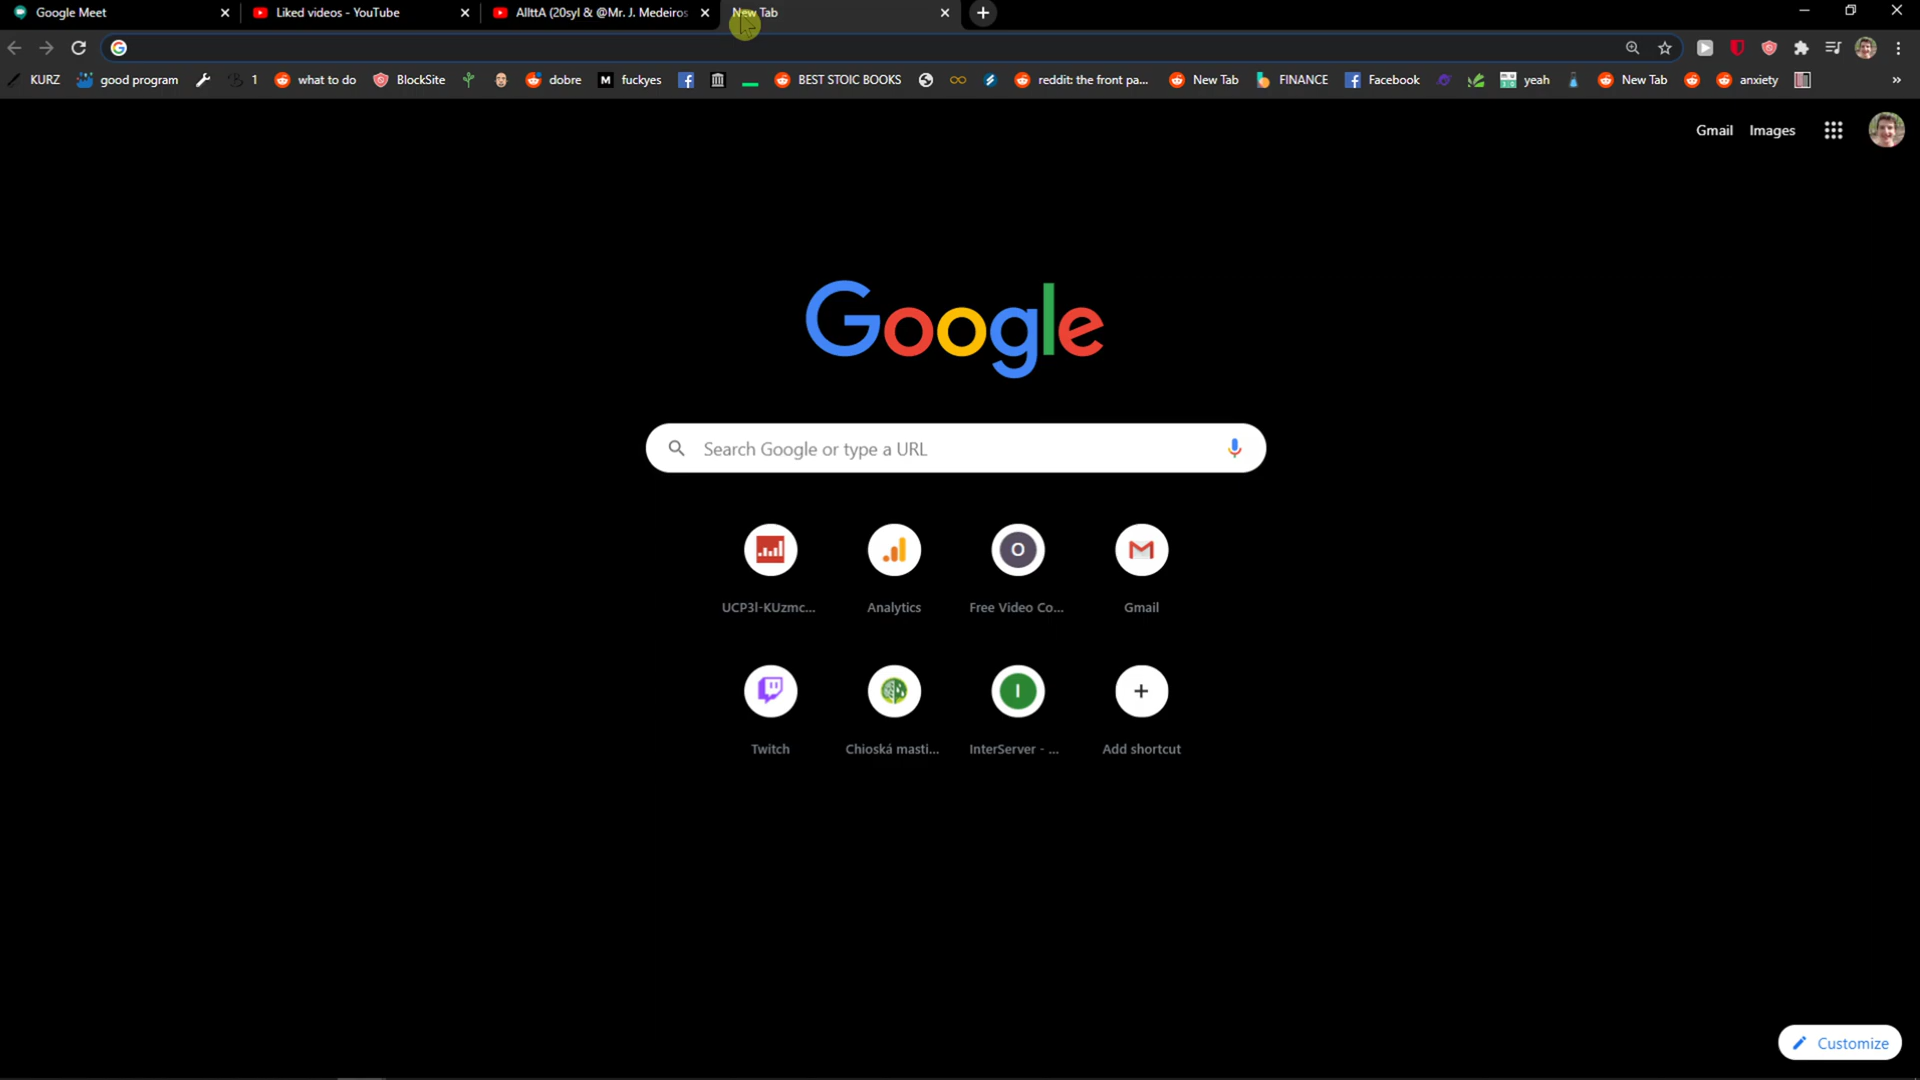 Google Meet
Liked videos - YouTube
AllttA (20syl & @Mr. J. Medeiros
New Tab
KURZ
good program
1
what to do
BlockSite
dobre
M
fuckyes
BEST STOIC BOOKS
reddit: the front pa...
New Tab
FINANCE
Facebook
yeah
New Tab
anxiety
»
Gmail Images
Google
Search Google or type a URL
O
I
UCP3l-KUzmc...
Analytics
Free Video Co...
Gmail
Twitch
Chioská masti...
InterServer - ...
Add shortcut
Customize